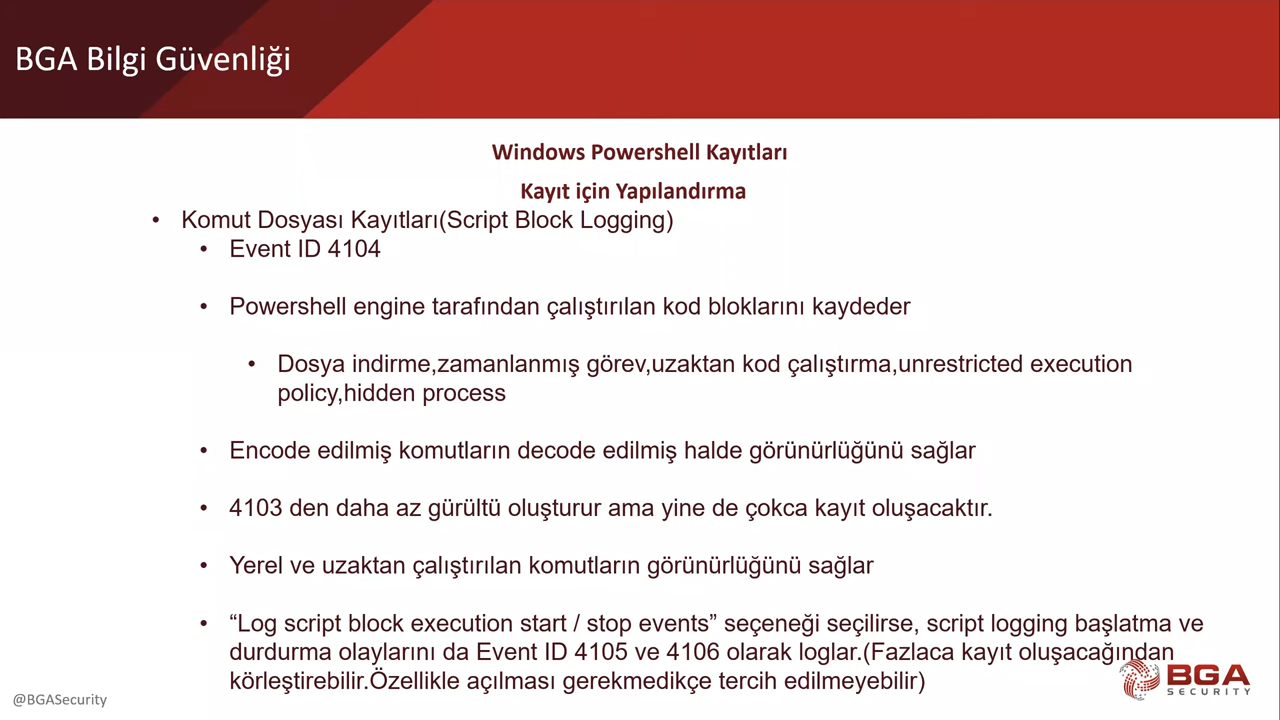 BGA Bilgi Güvenliği
Windows Powershell Kayıtları
Kayıt için Yapılandırma
• Komut Dosyası Kayıtları(Script Block Logging)
• Event ID 4104
• Powershell engine tarafından çalıştırılan kod bloklarını kaydeder
• Dosya indirme,zamanlanmış görev,uzaktan kod çalıştırma,unrestricted execution
policy,hidden process
• Encode edilmiş komutların decode edilmiş halde görünürlüğünü sağlar
• 4103 den daha az gürültü oluşturur ama yine de çokca kayıt oluşacaktır.
• Yerel ve uzaktan çalıştırılan komutların görünürlüğünü sağlar
• “Log script block execution start / stop events” seçeneği seçilirse, script logging başlatma ve
durdurma olaylarını da Event ID 4105 ve 4106 olarak loglar.(Fazlaca kayıt oluşacağından
körleştirebilir.Özellikle açılması gerekmedikçe tercih edilmeyebilir)
BGA
SECURITY
@BGASecurity